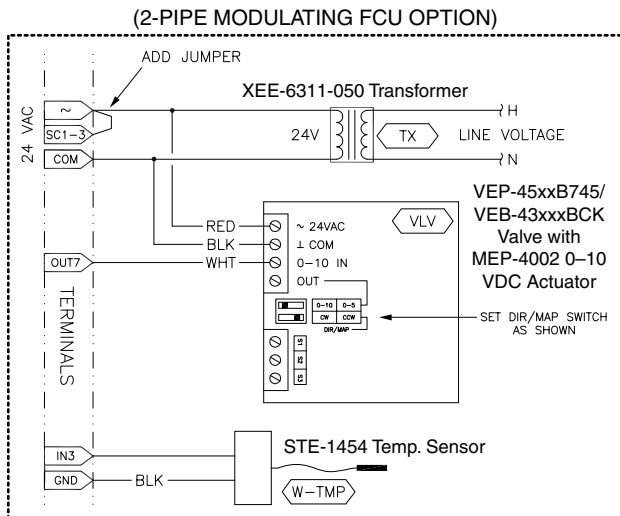 (2-PIPE MODULATING FCU OPTION)
ADD JUMPER
XEE-6311-050 Transformer
24 VAC
~
SC1-3
COM
24V
TX
H
LINE VOLTAGE
N
VEP-45xxB745/
VEB-43xxxBCK
Valve with
MEP-4002 0–10
VDC Actuator
VLV
RED
~ 24VAC
BLK
⊥ COM
OUT7
WHT
0-10 IN
OUT
0-10 0-5
CW CCW
DIR/MAP
SET DIR/MAP SWITCH
AS SHOWN
S1
S2
S3
TERMINALS
IN3
STE-1454 Temp. Sensor
GND
BLK
W-TMP